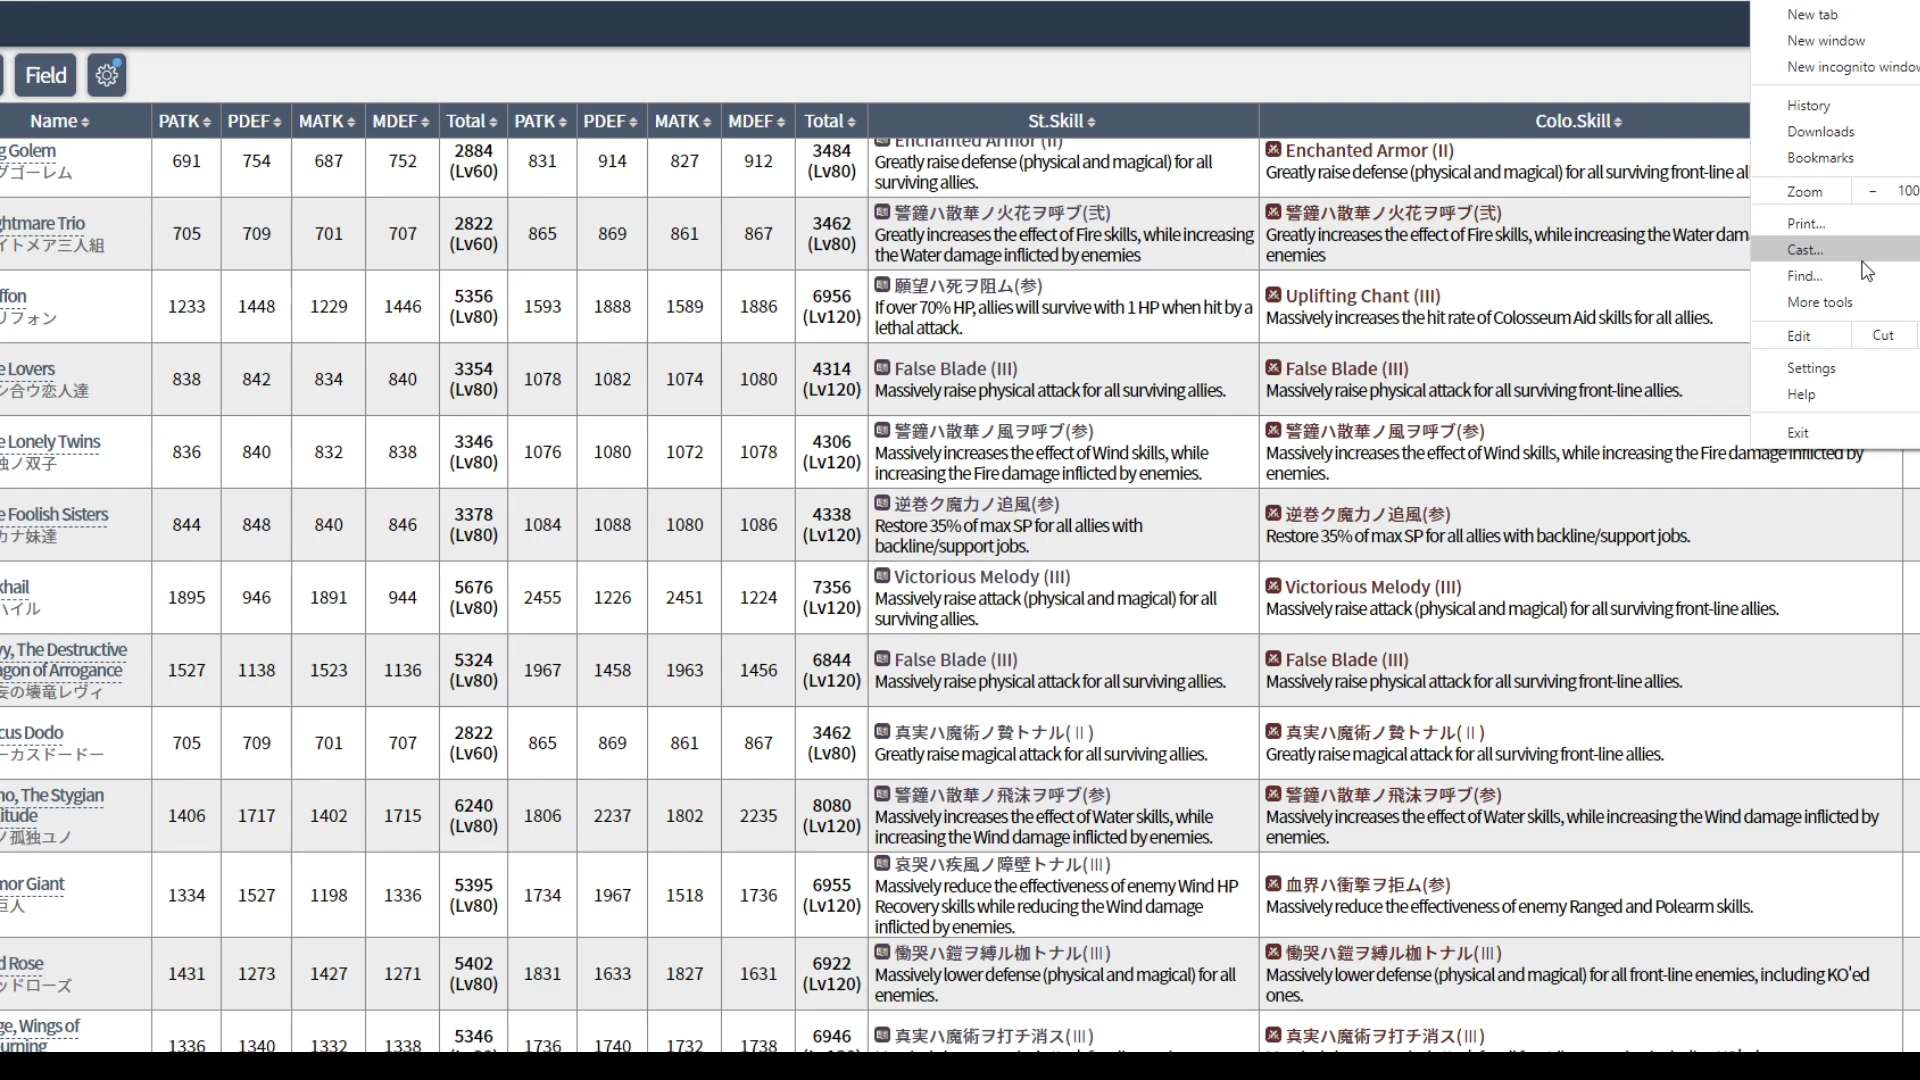 New tab
New window
New incognito window
History
Downloads
Bookmarks
Zoom − 100
Print...
Cast...
Find...
More tools
Edit Cut
Settings
Help
Exit
Field
Name PATK PDEF MATK MDEF Total PATK PDEF MATK MDEF Total St.Skill Colo.Skill
g Golem
グゴーレム
691 754 687 752 2884 (Lv60) 831 914 827 912 3484 (Lv80)
Enchanted Armor (II)
Greatly raise defense (physical and magical) for all
surviving allies.
Enchanted Armor (II)
Greatly raise defense (physical and magical) for all surviving front-line al
ghtmare Trio
イトメア三人組
705 709 701 707 2822 (Lv60) 865 869 861 867 3462 (Lv80)
警鐘ハ散華ノ火花ヲ呼ブ(弐)
Greatly increases the effect of Fire skills, while increasing
the Water damage inflicted by enemies
警鐘ハ散華ノ火花ヲ呼ブ(弐)
Greatly increases the effect of Fire skills, while increasing the Water dam
enemies
ffon
リフォン
1233 1448 1229 1446 5356 (Lv80) 1593 1888 1589 1886 6956 (Lv120)
願望ハ死ヲ阻ム(参)
If over 70% HP, allies will survive with 1 HP when hit by a
lethal attack.
Uplifting Chant (III)
Massively increases the hit rate of Colosseum Aid skills for all allies.
e Lovers
シ合ウ恋人達
838 842 834 840 3354 (Lv80) 1078 1082 1074 1080 4314 (Lv120)
False Blade (III)
Massively raise physical attack for all surviving allies.
False Blade (III)
Massively raise physical attack for all surviving front-line allies.
e Lonely Twins
独ノ双子
836 840 832 838 3346 (Lv80) 1076 1080 1072 1078 4306 (Lv120)
警鐘ハ散華ノ風ヲ呼ブ(参)
Massively increases the effect of Wind skills, while
increasing the Fire damage inflicted by enemies.
警鐘ハ散華ノ風ヲ呼ブ(参)
Massively increases the effect of Wind skills, while increasing the Fire damage inflicted by
enemies.
e Foolish Sisters
カナ妹達
844 848 840 846 3378 (Lv80) 1084 1088 1080 1086 4338 (Lv120)
逆巻ク魔力ノ追風(参)
Restore 35% of max SP for all allies with
backline/support jobs.
逆巻ク魔力ノ追風(参)
Restore 35% of max SP for all allies with backline/support jobs.
khail
ハイル
1895 946 1891 944 5676 (Lv80) 2455 1226 2451 1224 7356 (Lv120)
Victorious Melody (III)
Massively raise attack (physical and magical) for all
surviving allies.
Victorious Melody (III)
Massively raise attack (physical and magical) for all surviving front-line allies.
vy, The Destructive
agon of Arrogance
妄の壊竜レヴィ
1527 1138 1523 1136 5324 (Lv80) 1967 1458 1963 1456 6844 (Lv120)
False Blade (III)
Massively raise physical attack for all surviving allies.
False Blade (III)
Massively raise physical attack for all surviving front-line allies.
cus Dodo
ーカスドードー
705 709 701 707 2822 (Lv60) 865 869 861 867 3462 (Lv80)
真実ハ魔術ノ贄トナル(Ⅱ)
Greatly raise magical attack for all surviving allies.
真実ハ魔術ノ贄トナル(Ⅱ)
Greatly raise magical attack for all surviving front-line allies.
no, The Stygian
itude
ノ孤独ユノ
1406 1717 1402 1715 6240 (Lv80) 1806 2237 1802 2235 8080 (Lv120)
警鐘ハ散華ノ飛沫ヲ呼ブ(参)
Massively increases the effect of Water skills, while
increasing the Wind damage inflicted by enemies.
警鐘ハ散華ノ飛沫ヲ呼ブ(参)
Massively increases the effect of Water skills, while increasing the Wind damage inflicted by
enemies.
mor Giant
巨人
1334 1527 1198 1336 5395 (Lv80) 1734 1967 1518 1736 6955 (Lv120)
哀哭ハ疾風ノ障壁トナル(Ⅲ)
Massively reduce the effectiveness of enemy Wind HP
Recovery skills while reducing the Wind damage
inflicted by enemies.
血界ハ衝撃ヲ拒ム(参)
Massively reduce the effectiveness of enemy Ranged and Polearm skills.
d Rose
ッドローズ
1431 1273 1427 1271 5402 (Lv80) 1831 1633 1827 1631 6922 (Lv120)
慟哭ハ鎧ヲ縛ル枷トナル(Ⅲ)
Massively lower defense (physical and magical) for all
enemies.
慟哭ハ鎧ヲ縛ル枷トナル(Ⅲ)
Massively lower defense (physical and magical) for all front-line enemies, including KO'ed
ones.
ge, Wings of
ourning
1336 1340 1332 1338 5346 1736 1740 1732 1738 6946
真実ハ魔術ヲ打チ消ス(Ⅲ)
真実ハ魔術ヲ打チ消ス(Ⅲ)